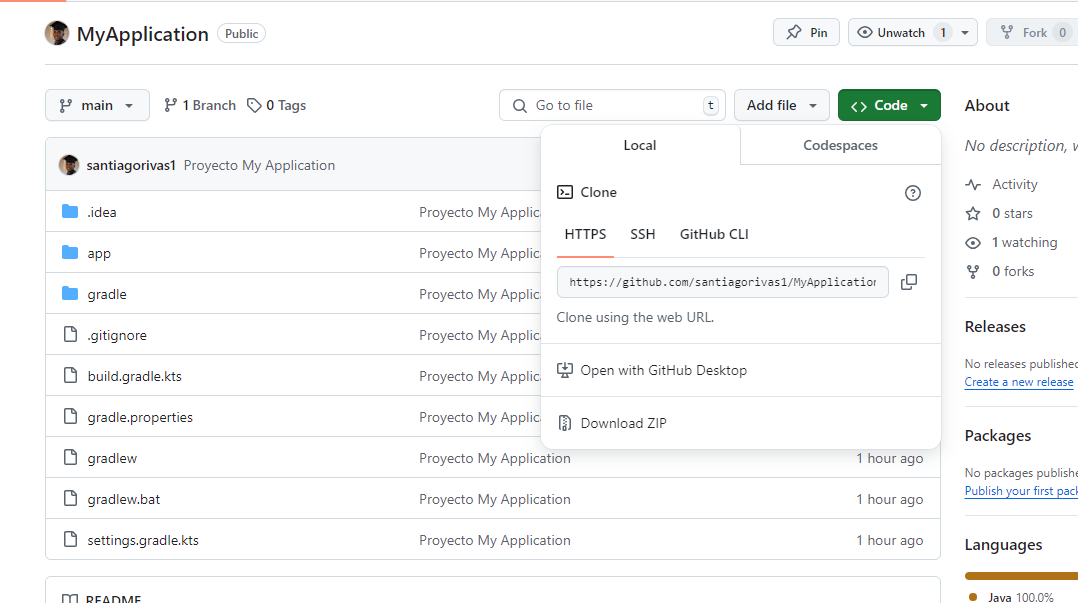 MyApplication Public
Pin
Unwatch 1
Fork 0
main
1 Branch
0 Tags
Go to file t
Add file
Code
santiagorivas1 Proyecto My Application
.idea Proyecto My Applic
app Proyecto My Applic
gradle Proyecto My Applic
.gitignore Proyecto My Applic
build.gradle.kts Proyecto My Applic
gradle.properties Proyecto My Applic
gradlew Proyecto My Application 1 hour ago
gradlew.bat Proyecto My Application 1 hour ago
settings.gradle.kts Proyecto My Application 1 hour ago
README
Local Codespaces
Clone
HTTPS SSH GitHub CLI
https://github.com/santiagorivas1/MyApplication
Clone using the web URL.
Open with GitHub Desktop
Download ZIP
About
No description, w
Activity
0 stars
1 watching
0 forks
Releases
No releases published
Create a new release
Packages
No packages publishe
Publish your first pack
Languages
Java 100.0%